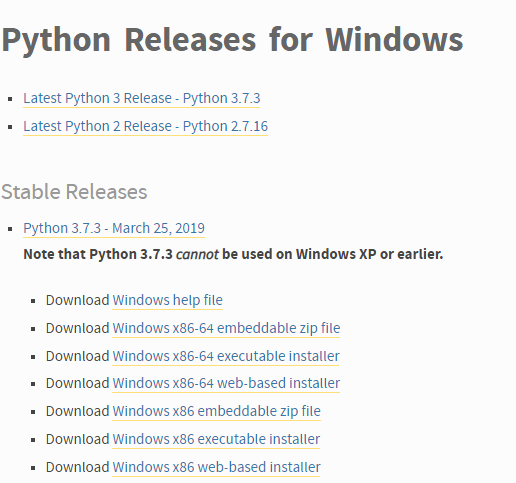 Python Releases for Windows
Latest Python 3 Release - Python 3.7.3
Latest Python 2 Release - Python 2.7.16
Stable Releases
Python 3.7.3 - March 25, 2019
Note that Python 3.7.3 cannot be used on Windows XP or earlier.
Download Windows help file
Download Windows x86-64 embeddable zip file
Download Windows x86-64 executable installer
Download Windows x86-64 web-based installer
Download Windows x86 embeddable zip file
Download Windows x86 executable installer
Download Windows x86 web-based installer